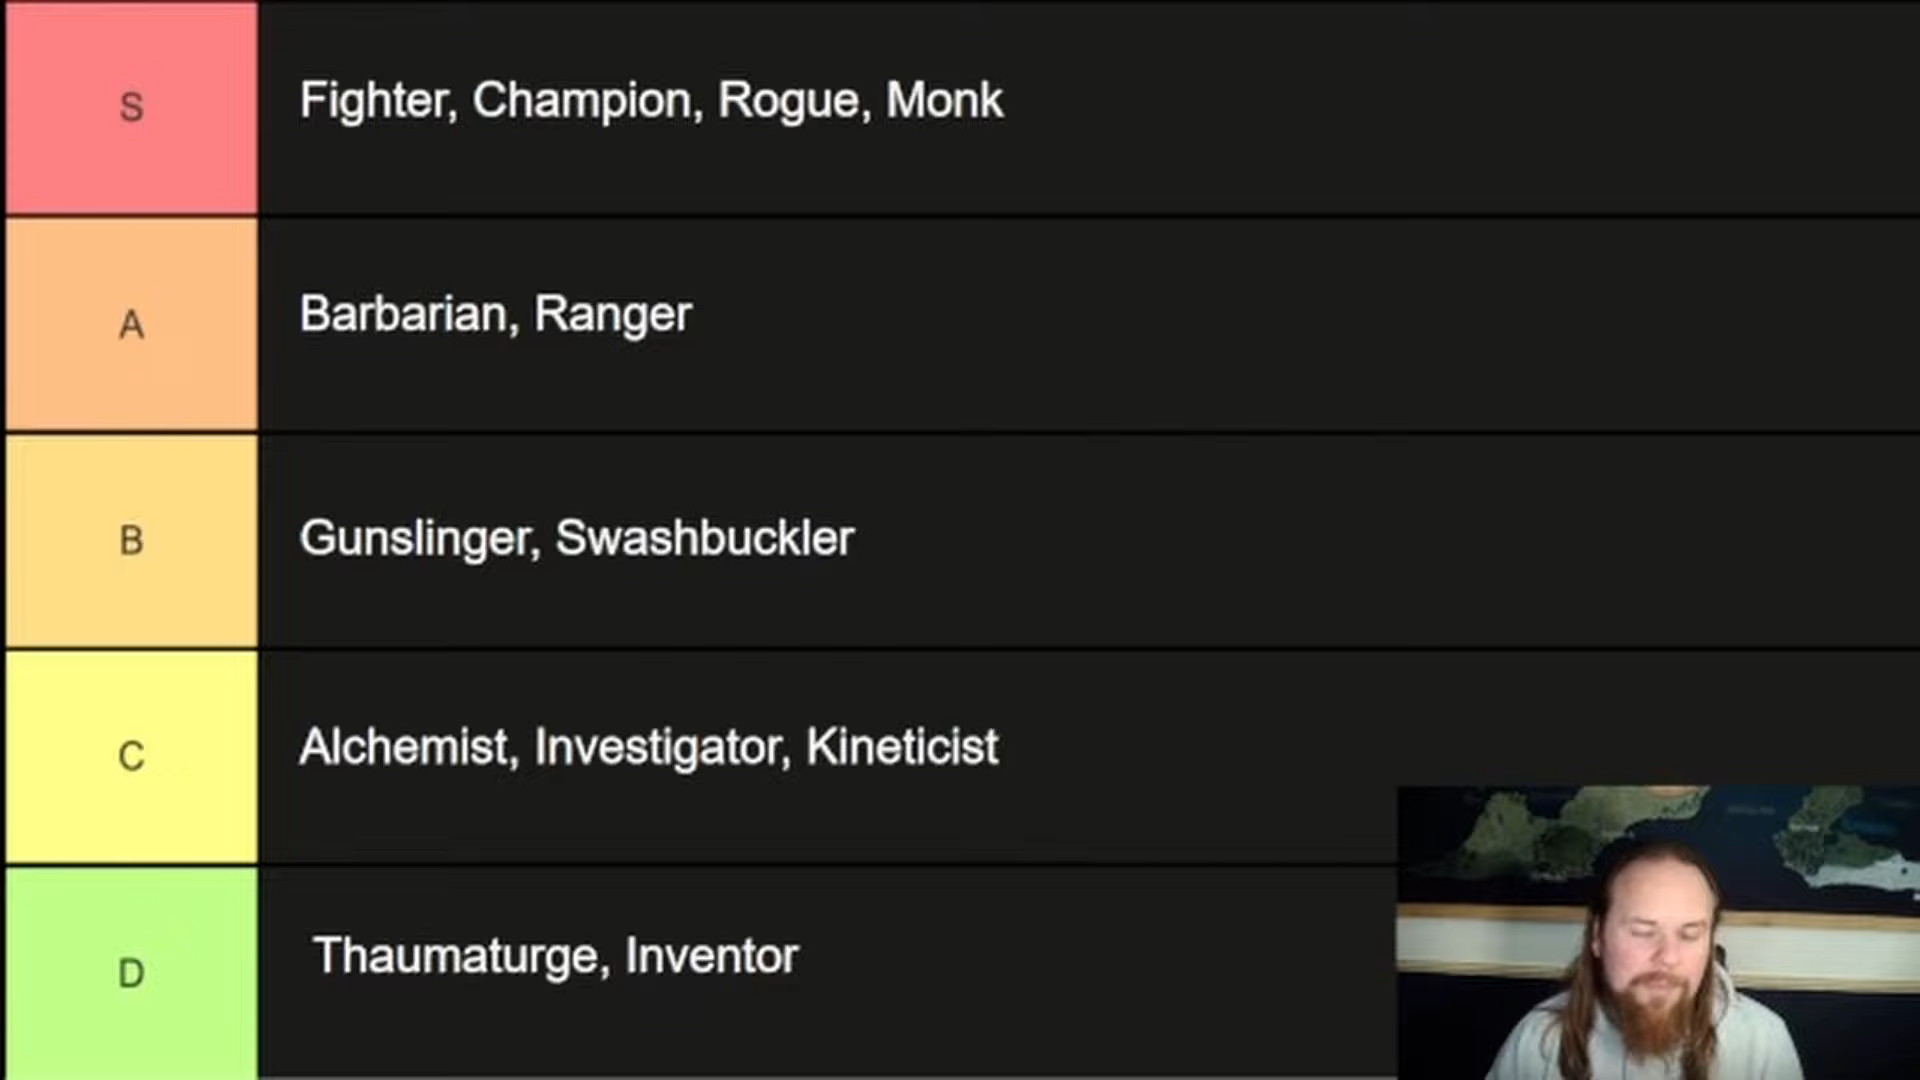 S
Fighter, Champion, Rogue, Monk
A
Barbarian, Ranger
B
Gunslinger, Swashbuckler
C
Alchemist, Investigator, Kineticist
D
Thaumaturge, Inventor